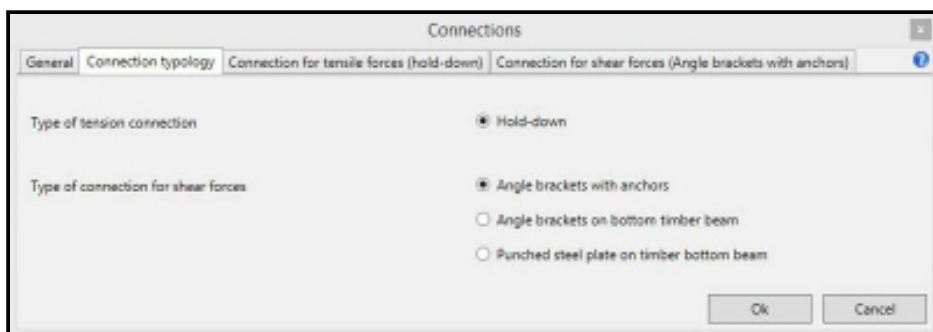 Connections
General Connection typology Connection for tensile forces (hold-down) Connection for shear forces (Angle brackets with anchors)
Type of tension connection Hold-down
Type of connection for shear forces Angle brackets with anchors
Angle brackets on bottom timber beam
Punched steel plate on timber bottom beam
Ok Cancel